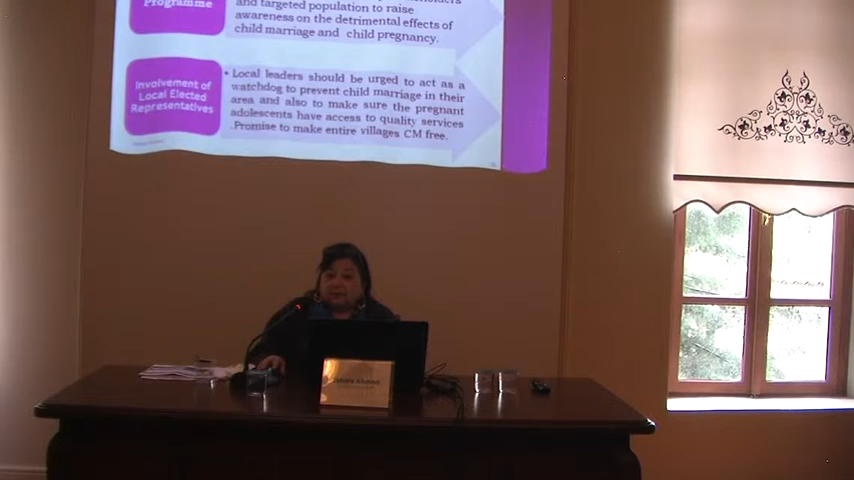 and targeted population to raise
Programme
awareness on the detrimental effects of
child marriage and child pregnancy.
Involvement of
Local Elected
Representatives
• Local leaders should be urged to act as a
watchdog to prevent child marriage in their
area and also to make sure the pregnant
adolescents have access to quality services
Promise to make entire villages CM free.